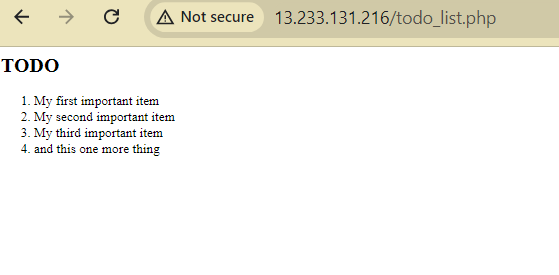 Not secure 13.233.131.216/todo_list.php
TODO
1. My first important item
2. My second important item
3. My third important item
4. and this one more thing